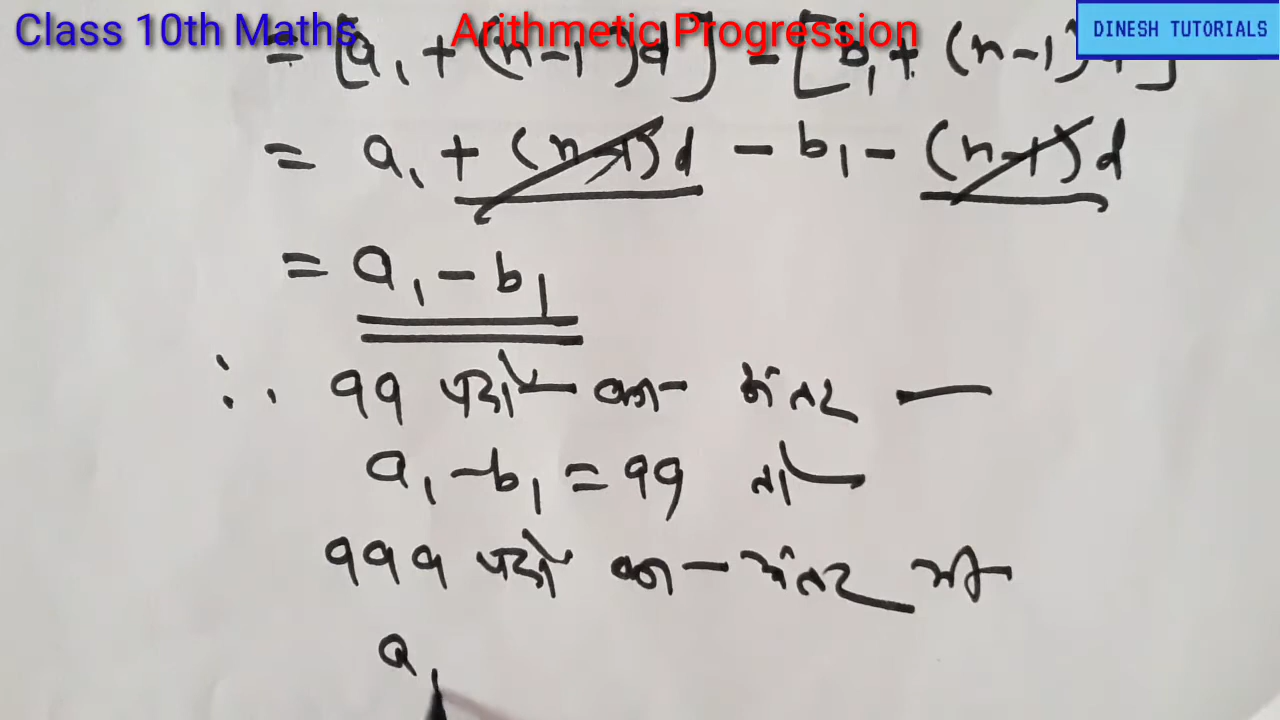 Class 10th Maths Arithmetic Progression DINESH TUTORIALS
= [a₁ + (n-1)d] - [b₁ + (n-1)d]
= a₁ + (n-1)d - b₁ - (n-1)d
= a₁ - b₁
∴ 99 पदों का अंतर —
a₁ - b₁ = 99 तो
999 पदों का अंतर भी
a₁